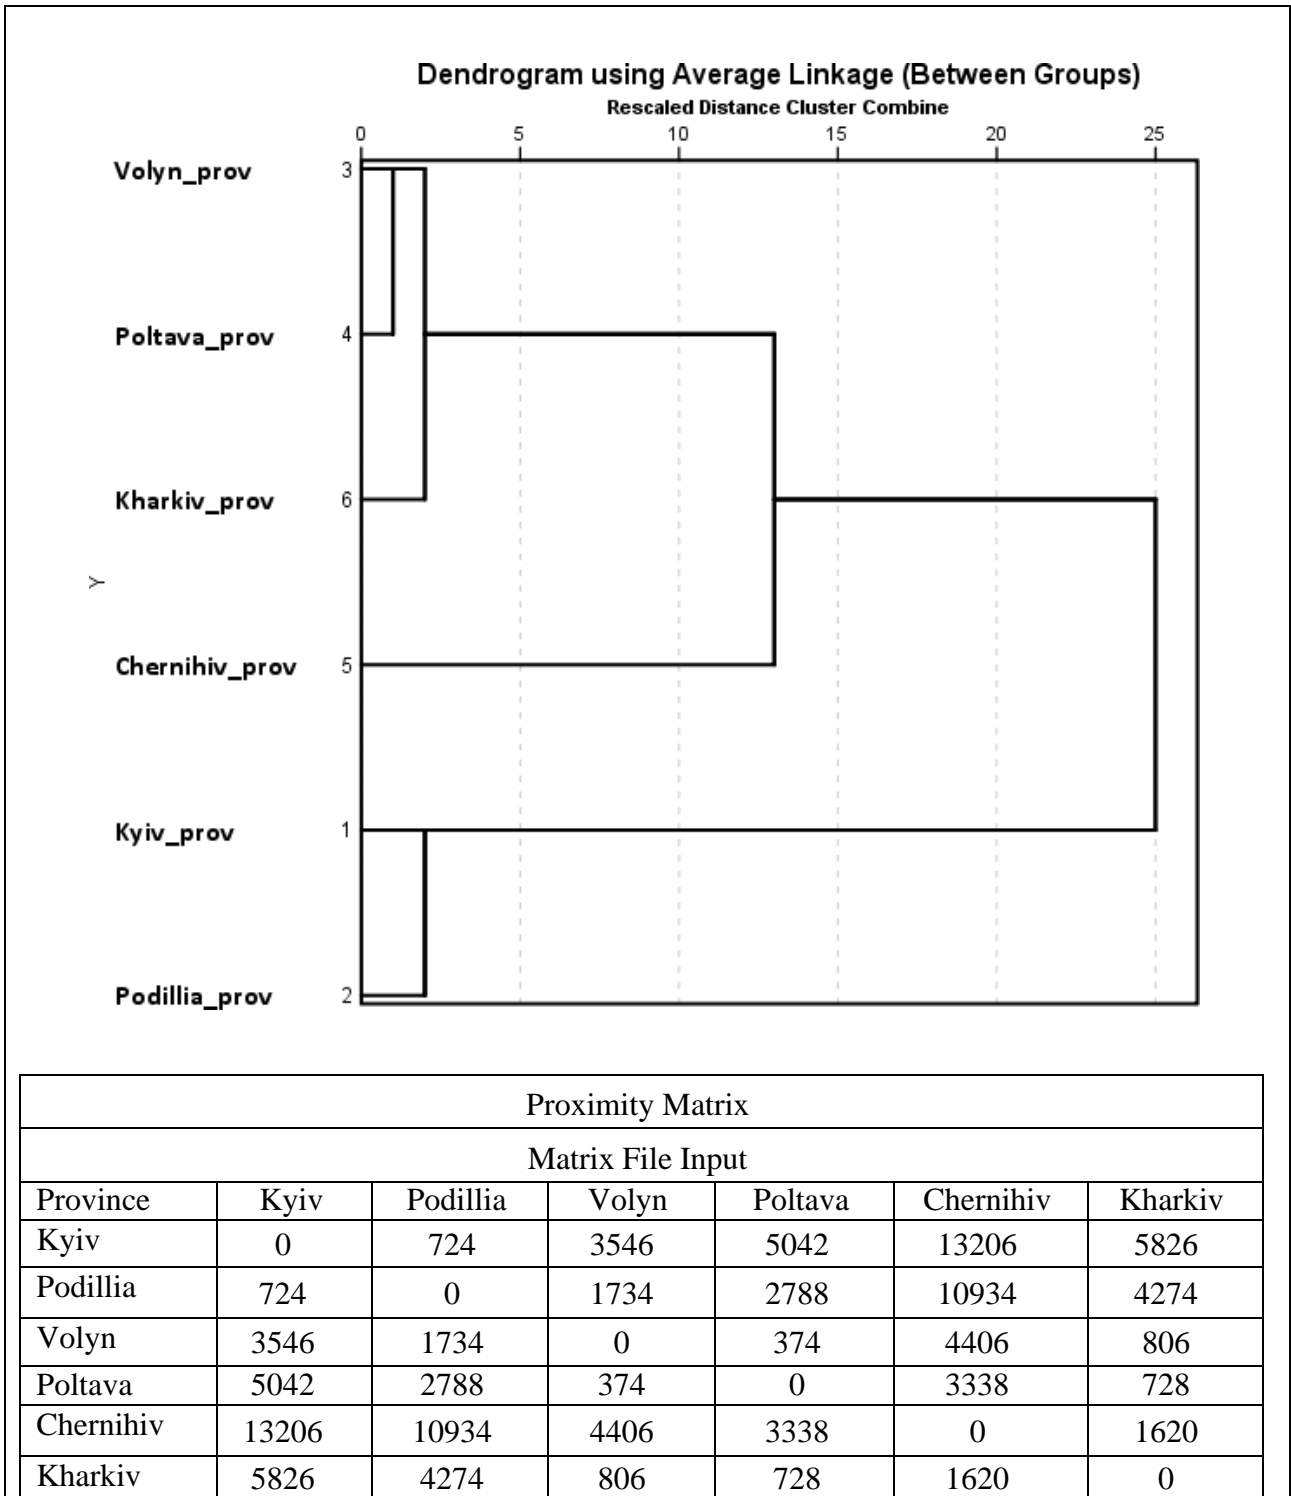 Dendrogram using Average Linkage (Between Groups)
Rescaled Distance Cluster Combine
0 5 10 15 20 25
Volyn_prov 3
Poltava_prov 4
Kharkiv_prov 6
Y
Chernihiv_prov 5
Kyiv_prov 1
Podillia_prov 2
Proximity Matrix
Matrix File Input
Province Kyiv Podillia Volyn Poltava Chernihiv Kharkiv
Kyiv 0 724 3546 5042 13206 5826
Podillia 724 0 1734 2788 10934 4274
Volyn 3546 1734 0 374 4406 806
Poltava 5042 2788 374 0 3338 728
Chernihiv 13206 10934 4406 3338 0 1620
Kharkiv 5826 4274 806 728 1620 0